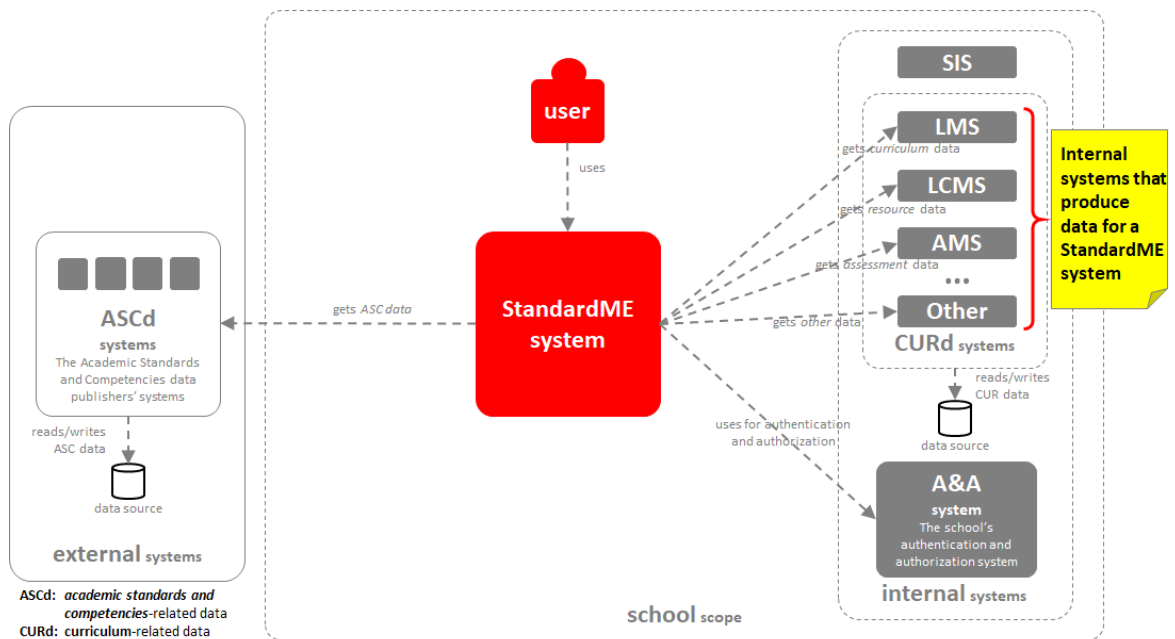 SIS
user
LMS
gets curriculum data
uses
LCMS
gets resource data
AMS
gets assessment data
...
Other
gets other data
CURd systems
Internal
systems that
produce
data for a
StandardME
system
StandardME
system
gets ASC data
ASCd
systems
The Academic Standards
and Competencies data
publishers' systems
reads/writes
ASC data
data source
external systems
reads/writes
CUR data
data source
uses for authentication
and authorization
A&A
system
The school's
authentication and
authorization system
internal systems
school scope
ASCd: academic standards and
competencies-related data
CURd: curriculum-related data